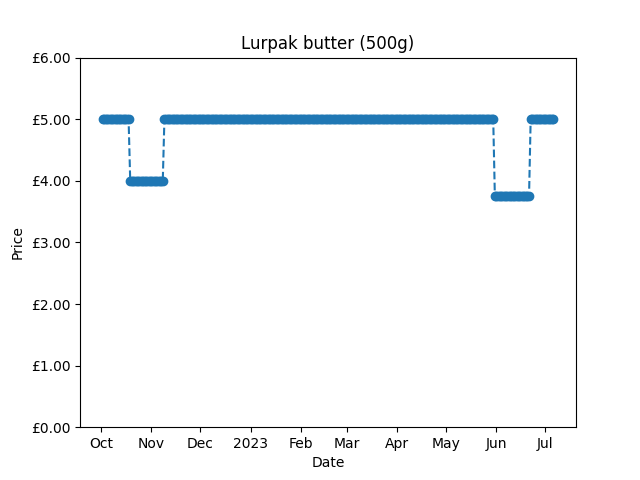 Lurpak butter (500g)
£6.00
£5.00
£4.00
£3.00
£2.00
£1.00
£0.00
Price
Oct Nov Dec 2023 Feb Mar Apr May Jun Jul
Date